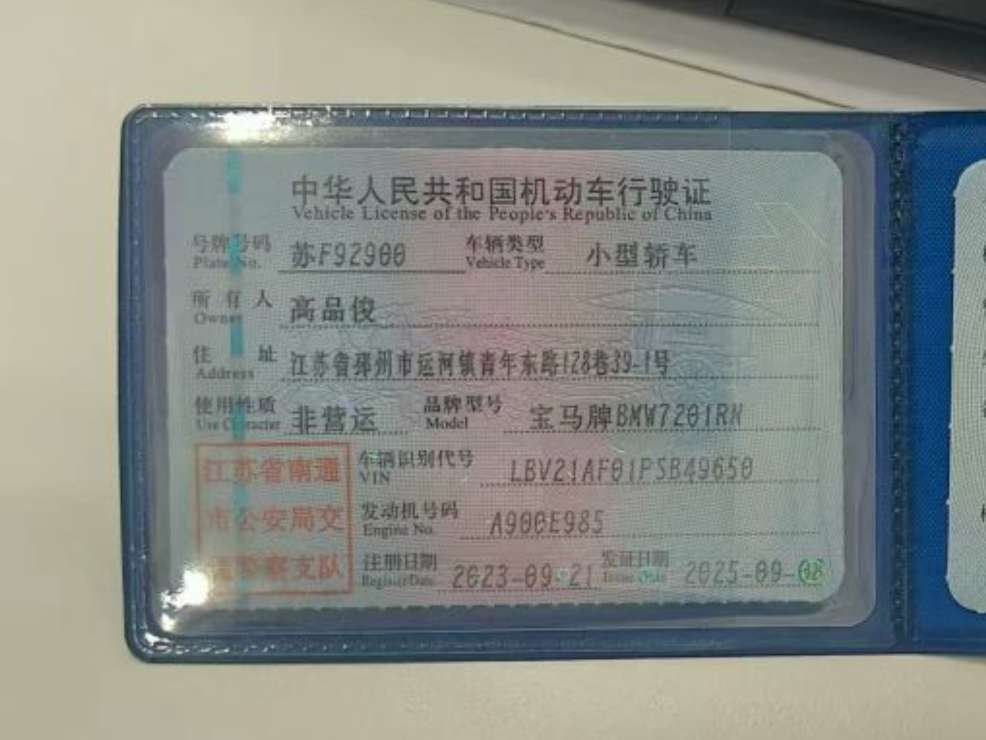 中华人民共和国机动车行驶证
Vehicle License of the People's Republic of China
号牌号码 苏F92900 车辆类型 小型轿车
Plate No. Vehicle Type
所有人 高品俊
Owner
住址 江苏省邳州市运河镇青年东路128巷39-1号
Address
使用性质 非营运 品牌型号 宝马牌BMW7201RN
Use Character Model
江苏省南通
市公安局交
警察支队
车辆识别代号 LBV21AF01PSB49650
VIN
发动机号码 A900E985
Engine No.
注册日期 2023-09-21 发证日期 2025-09-08
Register Date Issue Date